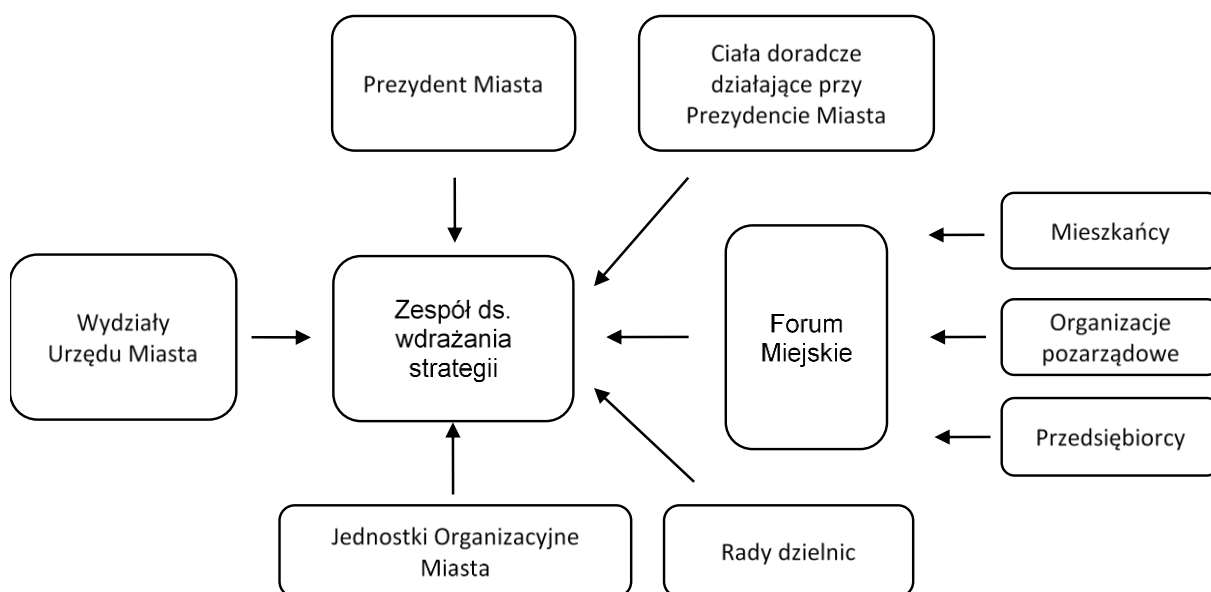 Prezydent Miasta
Ciała doradcze
działające przy
Prezydencie Miasta
Mieszkańcy
Wydziały
Urzędu Miasta
Zespół ds.
wdrażania
strategii
Forum
Miejskie
Organizacje
pozarządowe
Przedsiębiorcy
Jednostki Organizacyjne
Miasta
Rady dzielnic